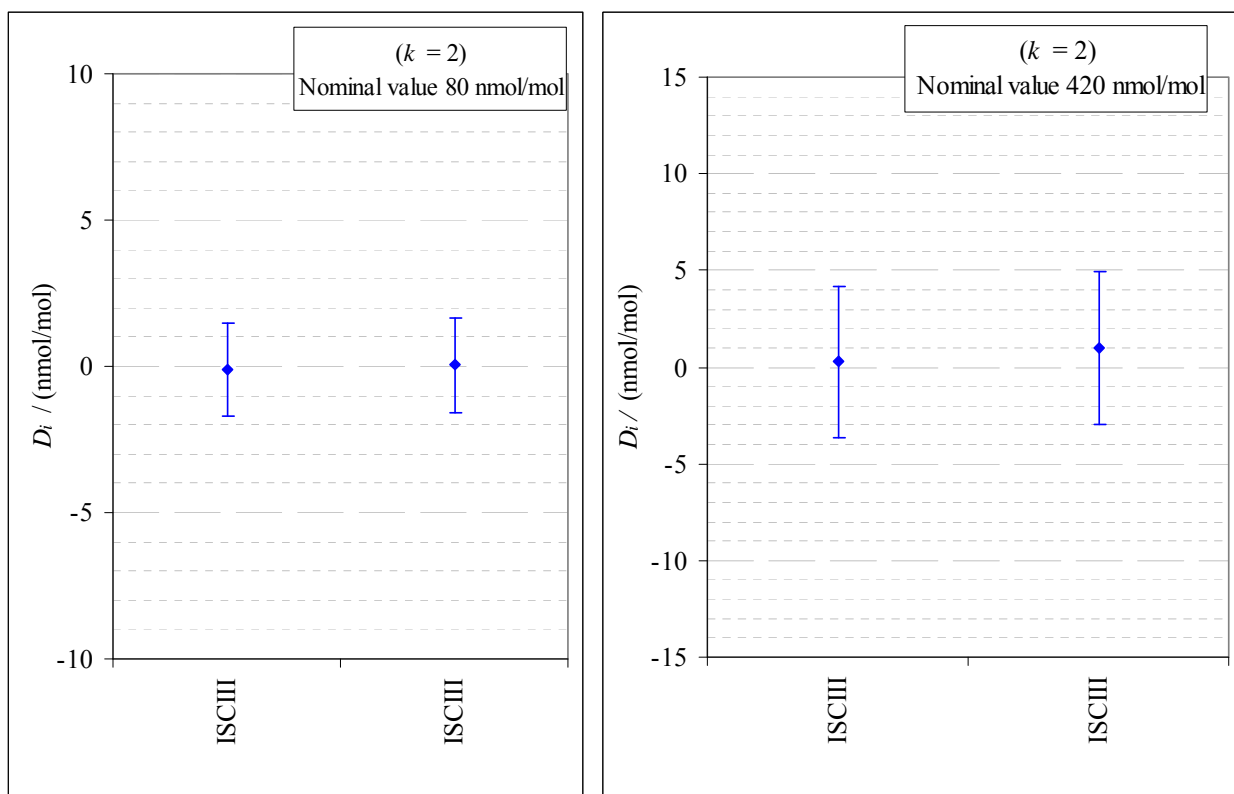 (k = 2)
Nominal value 80 nmol/mol
10
5
0
-5
-10
Di / (nmol/mol)
ISCIII
ISCIII
(k = 2)
Nominal value 420 nmol/mol
15
10
5
0
-5
-10
-15
Di / (nmol/mol)
ISCIII
ISCIII